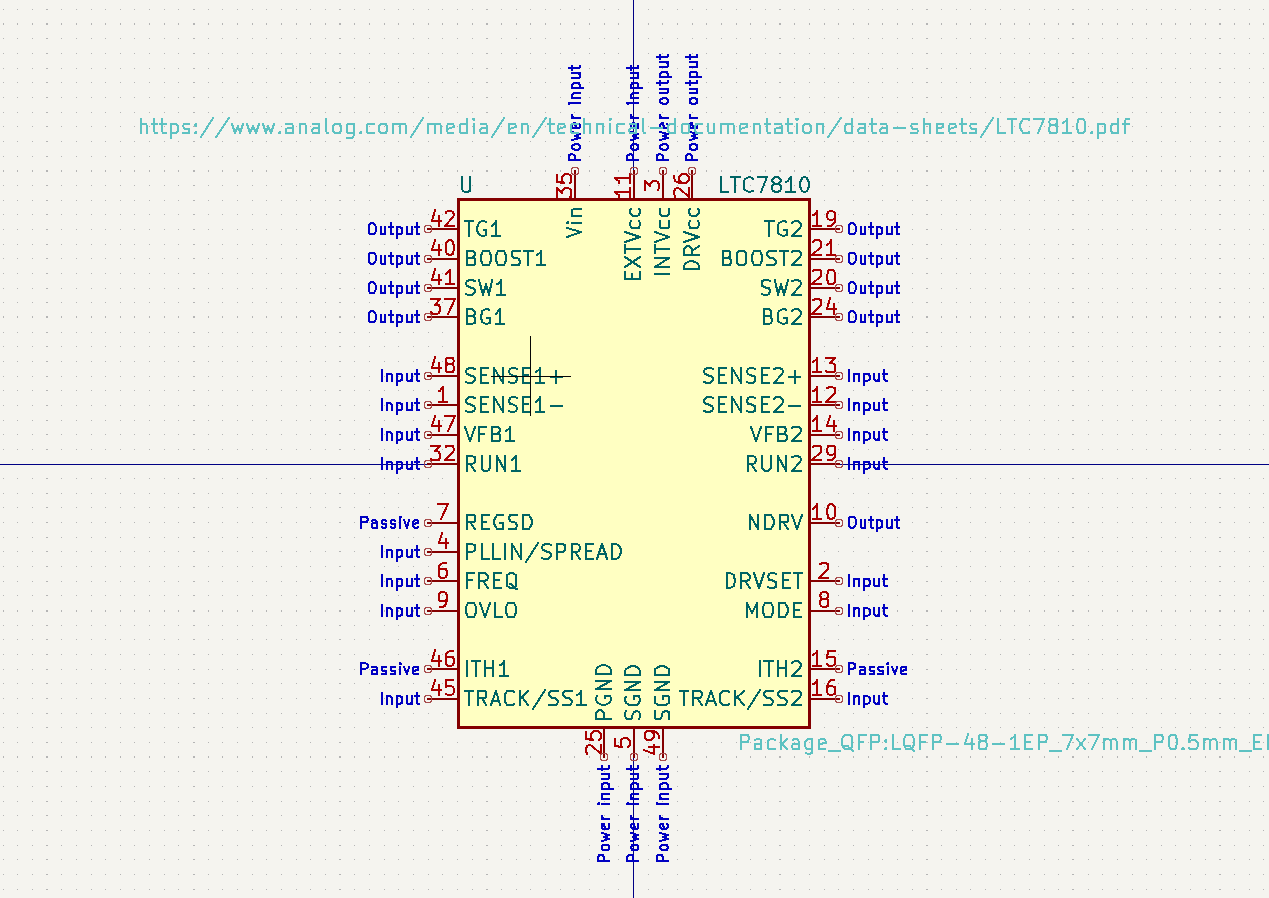 Power input Power input Power output Power output
https://www.analog.com/media/en/technical-documentation/data-sheets/LTC7810.pdf
35 11 3 26
U LTC7810
Vin EXTVcc INTVcc DRVcc
Output 42 TG1 TG2 19 Output
Output 40 BOOST1 BOOST2 21 Output
Output 41 SW1 SW2 20 Output
Output 37 BG1 BG2 24 Output
Input 48 SENSE1+ SENSE2+ 13 Input
Input 1 SENSE1- SENSE2- 12 Input
Input 47 VFB1 VFB2 14 Input
Input 32 RUN1 RUN2 29 Input
Passive 7 REGSD NDRV 10 Output
Input 4 PLLIN/SPREAD
Input 6 FREQ DRVSET 2 Input
Input 9 OVLO MODE 8 Input
Passive 46 ITH1 ITH2 15 Passive
Input 45 TRACK/SS1 TRACK/SS2 16 Input
PGND SGND SGND
25 5 49
Package_QFP:LQFP-48-1EP_7x7mm_P0.5mm_E
Power input Power input Power input